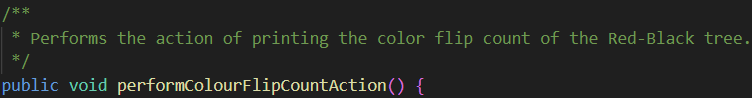 /**
* Performs the action of printing the color flip count of the Red-Black tree.
*/
public void performColourFlipCountAction() {